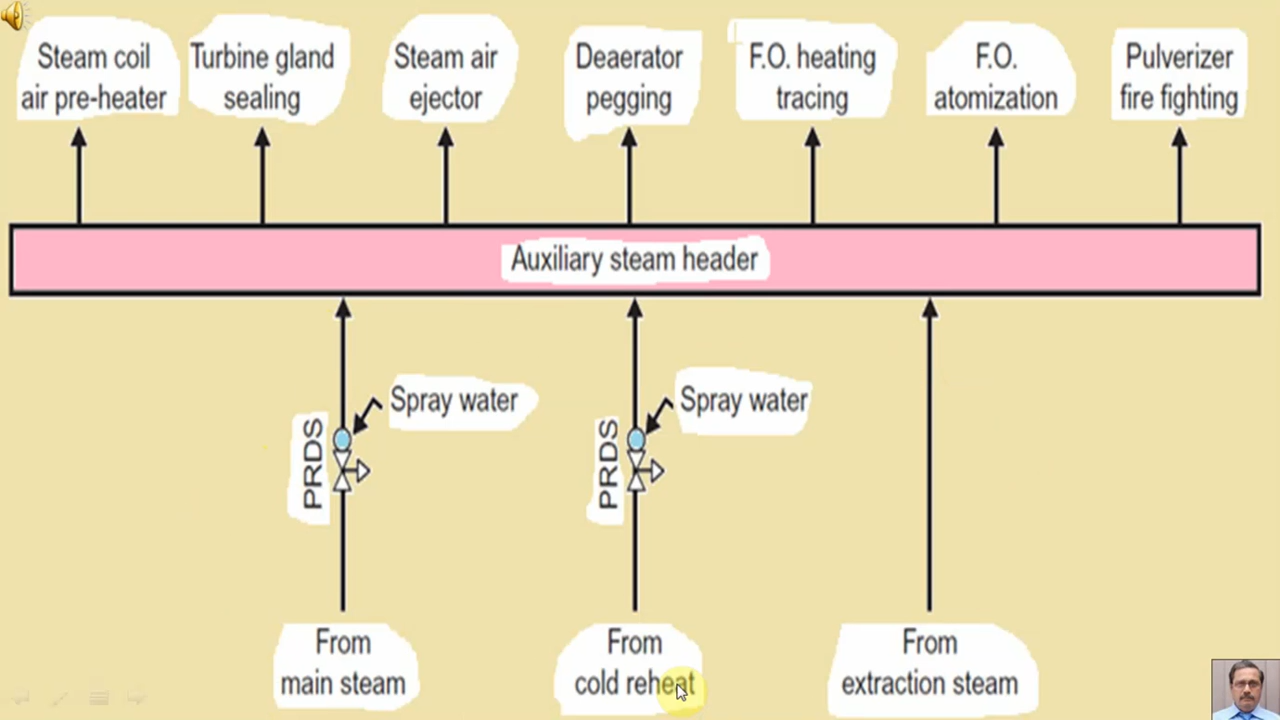 Steam coil
air pre-heater
Turbine gland
sealing
Steam air
ejector
Deaerator
pegging
F.O. heating
tracing
F.O.
atomization
Pulverizer
fire fighting
Auxiliary steam header
Spray water
PRDS
Spray water
PRDS
From
main steam
From
cold reheat
From
extraction steam